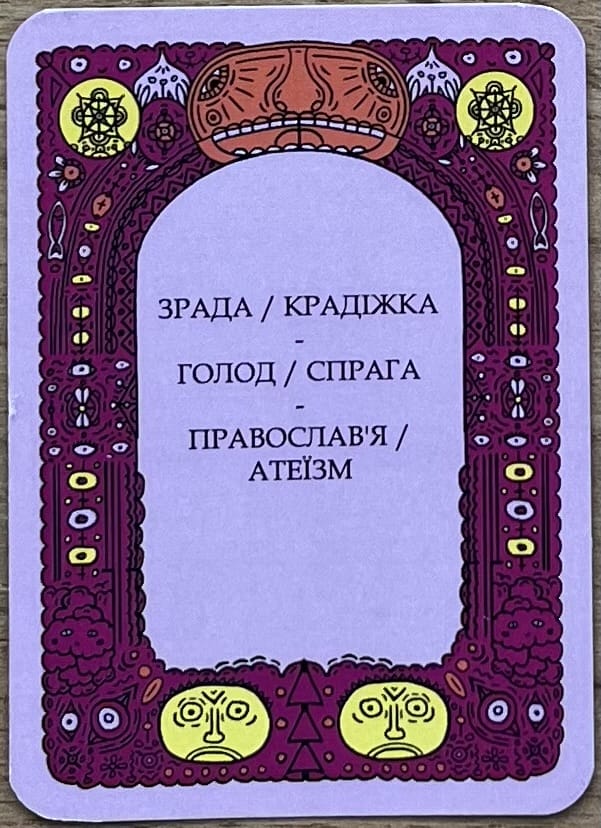 ЗРАДА / КРАДІЖКА
-
ГОЛОД / СПРАГА
-
ПРАВОСЛАВ'Я /
АТЕЇЗМ